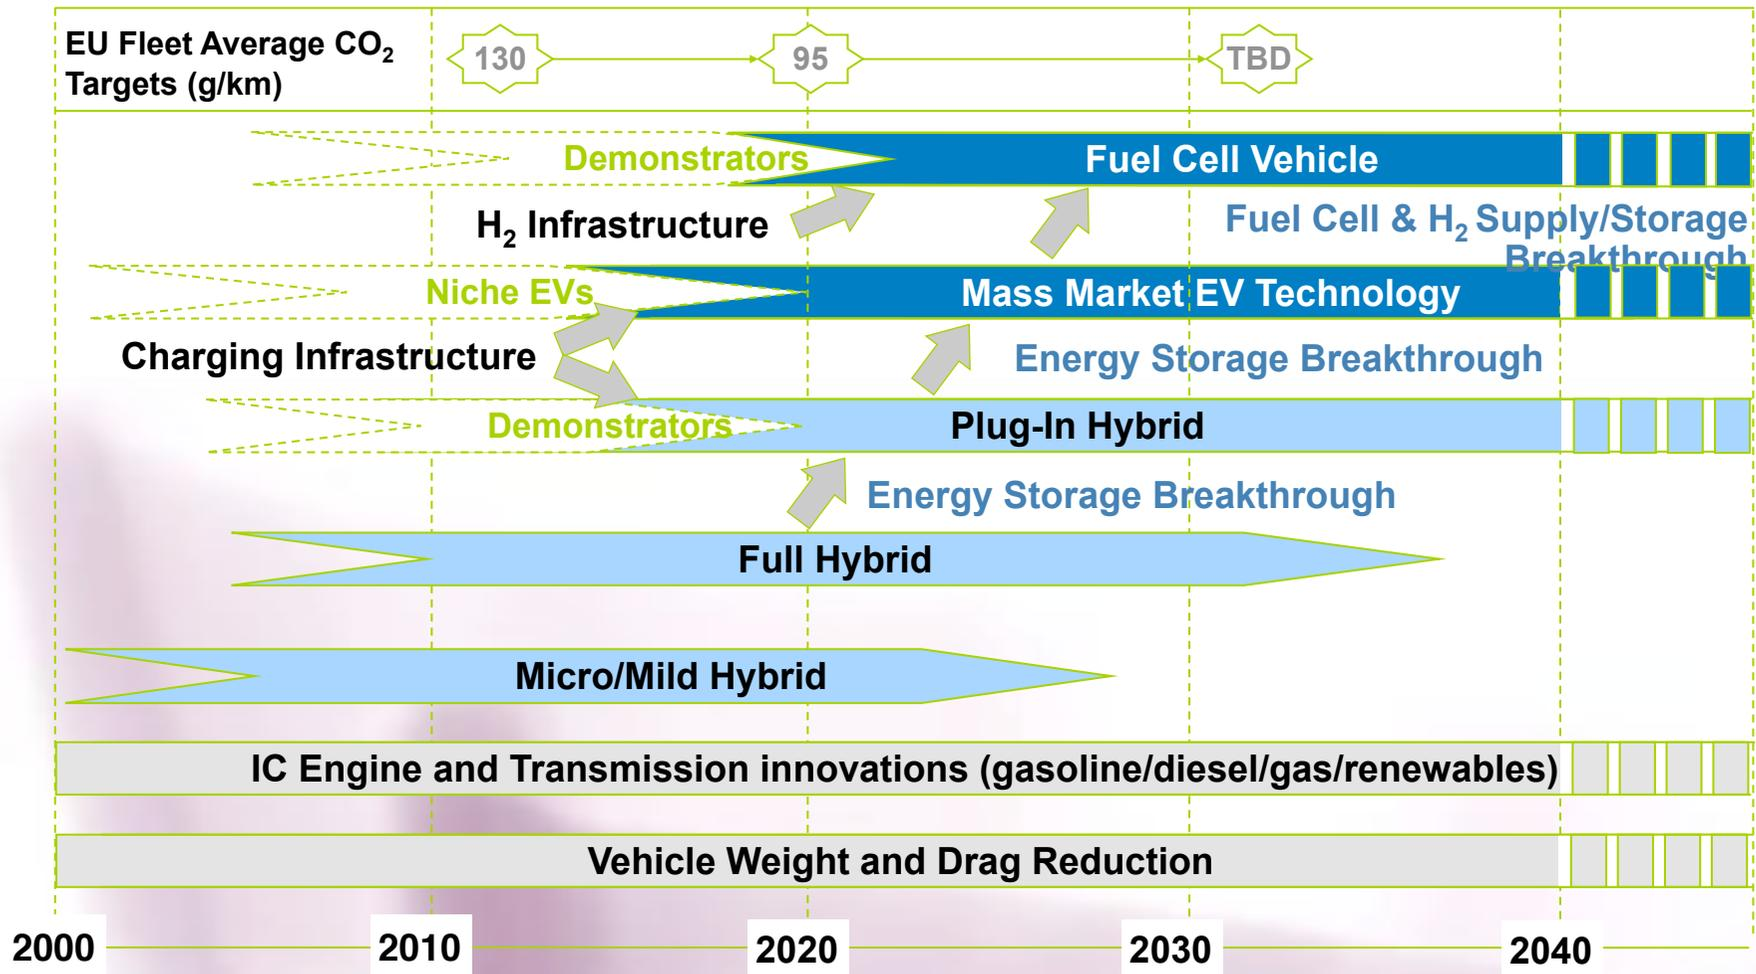 EU Fleet Average CO₂
Targets (g/km)
130
95
TBD
Demonstrators
Fuel Cell Vehicle
H₂ Infrastructure
Fuel Cell & H₂ Supply/Storage
Breakthrough
Niche EVs
Mass Market EV Technology
Charging Infrastructure
Energy Storage Breakthrough
Demonstrators
Plug-In Hybrid
Energy Storage Breakthrough
Full Hybrid
Micro/Mild Hybrid
IC Engine and Transmission innovations (gasoline/diesel/gas/renewables)
Vehicle Weight and Drag Reduction
2000
2010
2020
2030
2040